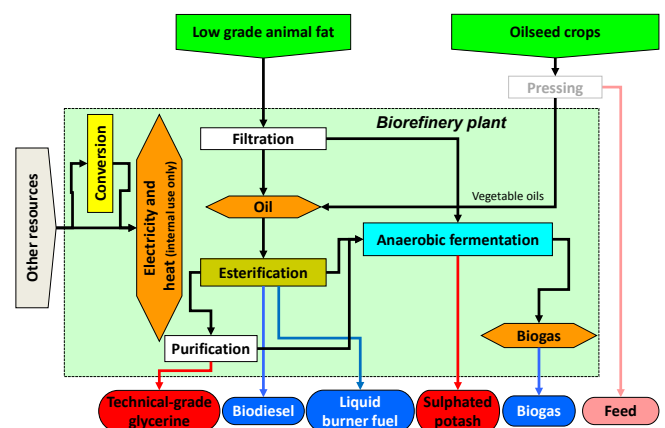 Low grade animal fat
Oilseed crops
Pressing
Biorefinery plant
Conversion
Filtration
Other resources
Electricity and
heat (internal use only)
Vegetable oils
Oil
Anaerobic fermentation
Esterification
Biogas
Purification
Technical-grade
glycerine
Biodiesel
Liquid
burner fuel
Sulphated
potash
Biogas
Feed